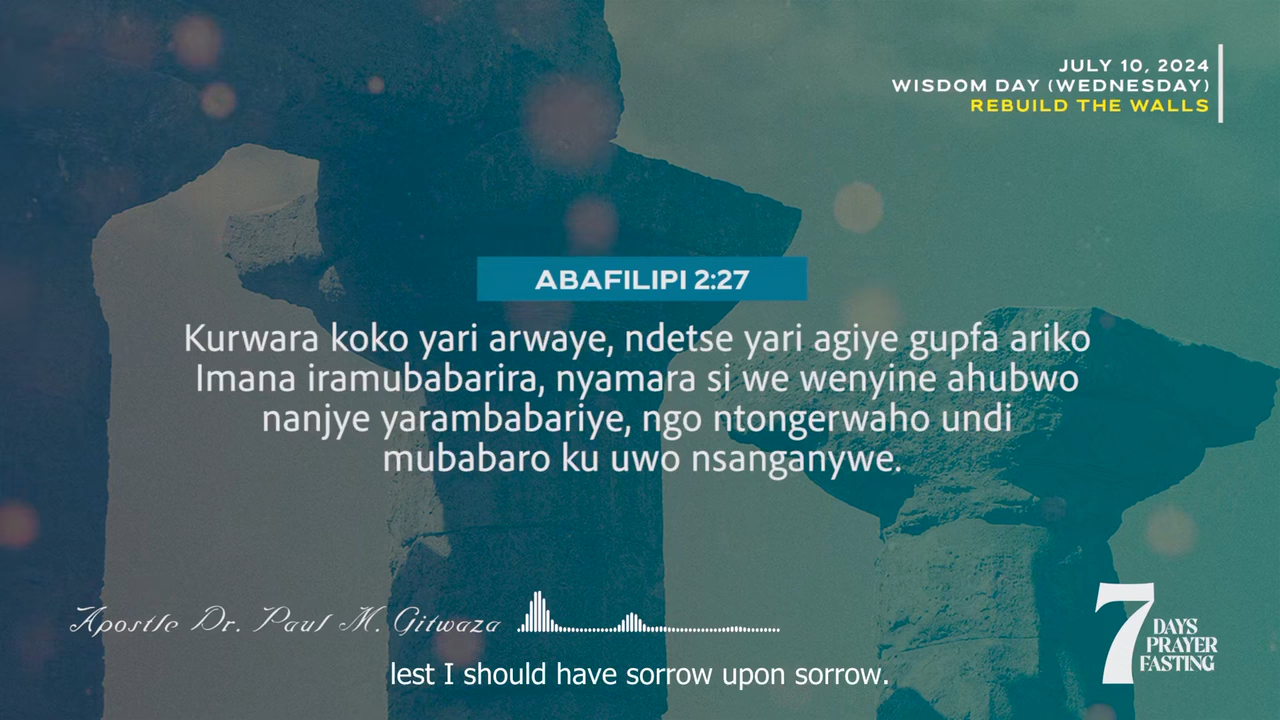 JULY 10, 2024
WISDOM DAY (WEDNESDAY)
REBUILD THE WALLS
ABAFILIPI 2:27
Kurwara koko yari arwaye, ndetse yari agiye gupfa ariko
Imana iramubabarira, nyamara si we wenyine ahubwo
nanjye yarambabariye, ngo ntongerwaho undi
mubabaro ku uwo nsanganywe.
Apostle Dr. Paul M. Gitwaza
lest I should have sorrow upon sorrow.
7 DAYS
PRAYER
FASTING